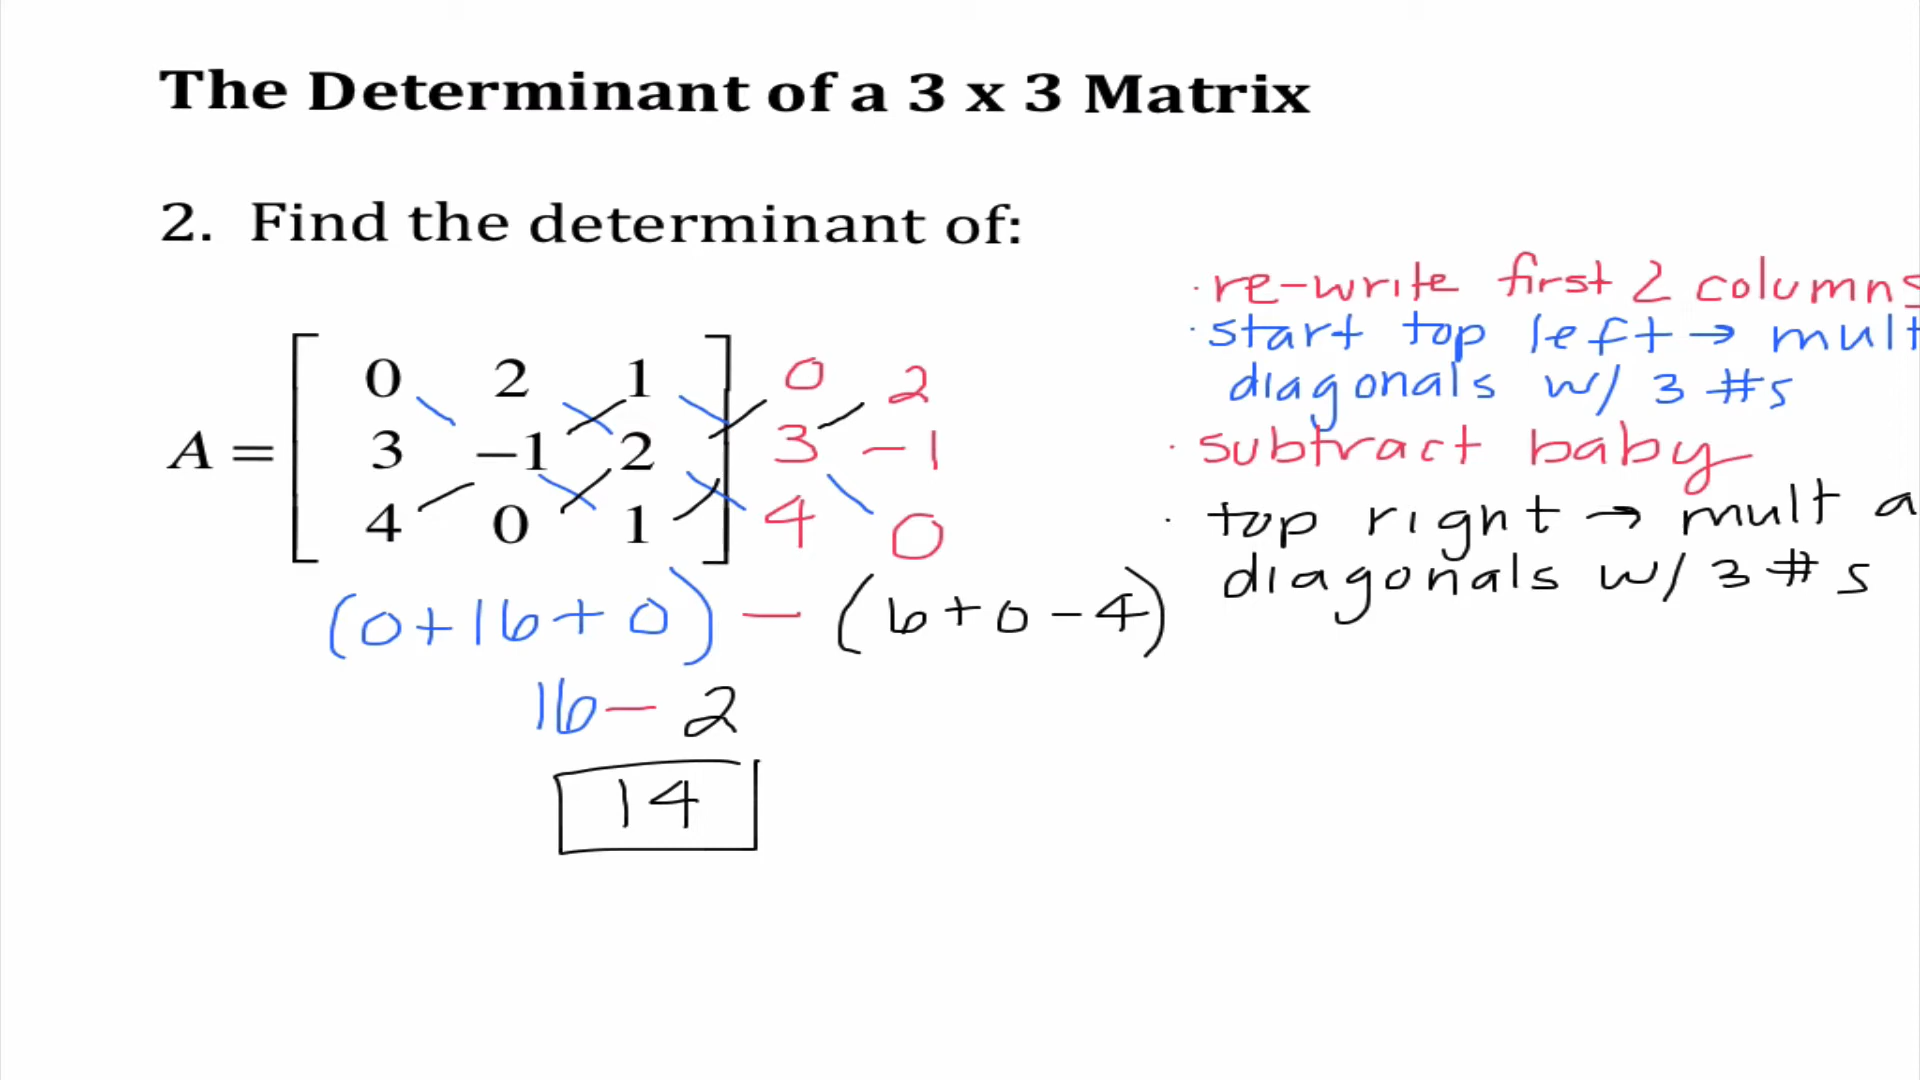 The Determinant of a 3 x 3 Matrix
2. Find the determinant of:
· re-write first 2 columns
· start top left → mult
diagonals w/ 3 #s
· subtract baby
· top right → mult a
diagonals w/ 3 #s
0 2 1 0 2
A = 3 −1 2 3 −1
4 0 1 4 0
(0+16+0) − (6+0−4)
16 − 2
14